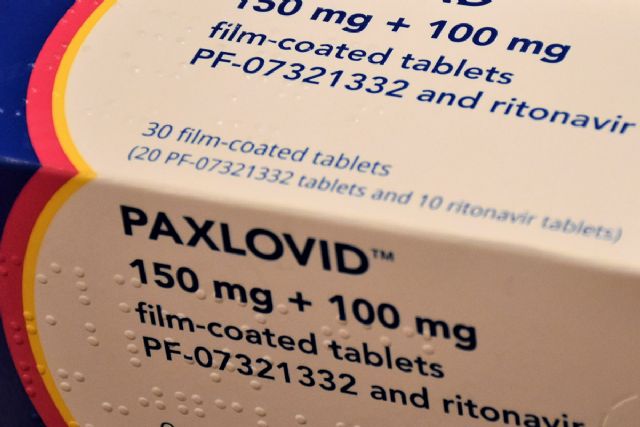 150 mg + 100 mg
film-coated tablets
PF-07321332 and ritonavir
30 film-coated tablets
(20 PF-07321332 tablets and 10 ritonavir tablets)
PAXLOVID™
150 mg + 100 mg
film-coated tablets
PF-07321332 and ritonavir